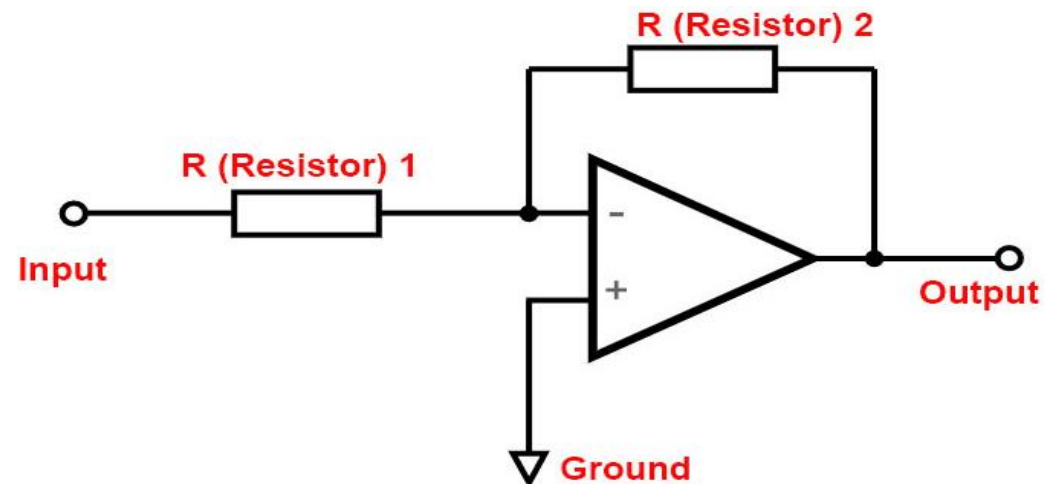 R (Resistor) 2
R (Resistor) 1
-
Input
+
Output
Ground